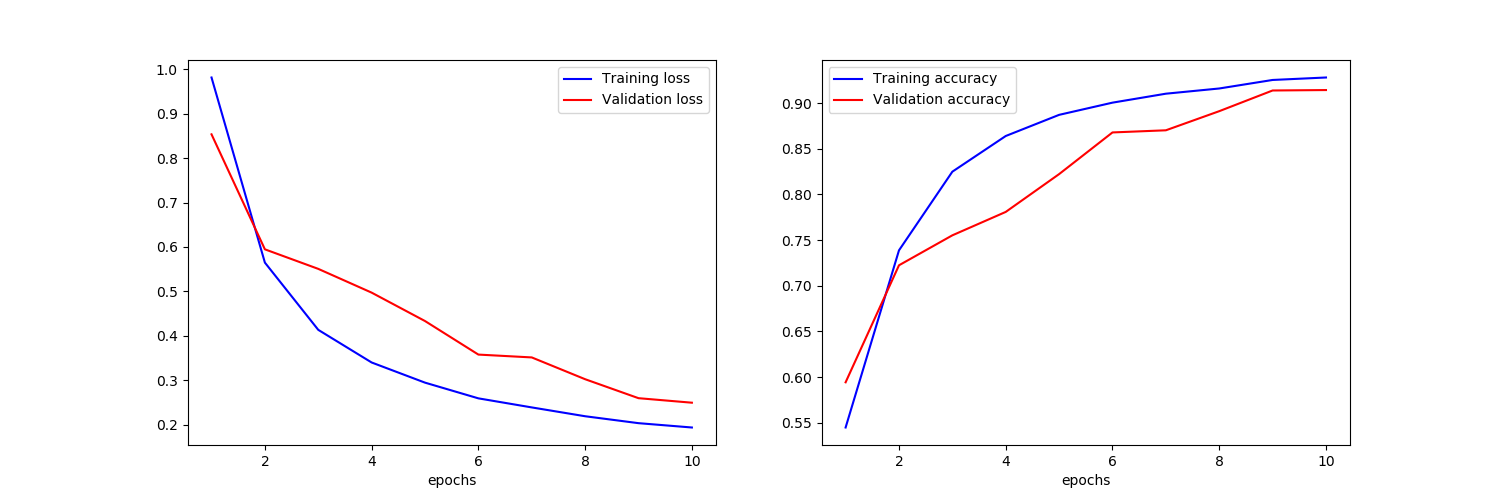 Training loss
Validation loss
1.0
0.9
0.8
0.7
0.6
0.5
0.4
0.3
0.2
2 4 6 8 10
epochs
Training accuracy
Validation accuracy
0.90
0.85
0.80
0.75
0.70
0.65
0.60
0.55
2 4 6 8 10
epochs